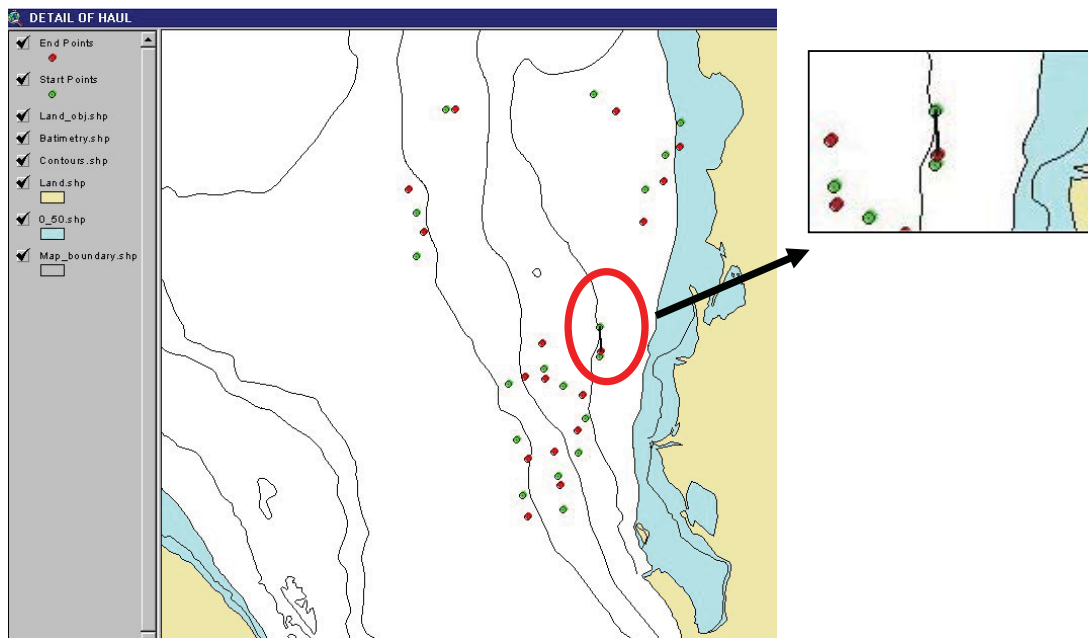 DETAIL OF HAUL
End Points
Start Points
Land_obj.shp
Batimetry.shp
Contours.shp
Land.shp
0_50.shp
Map_boundary.shp